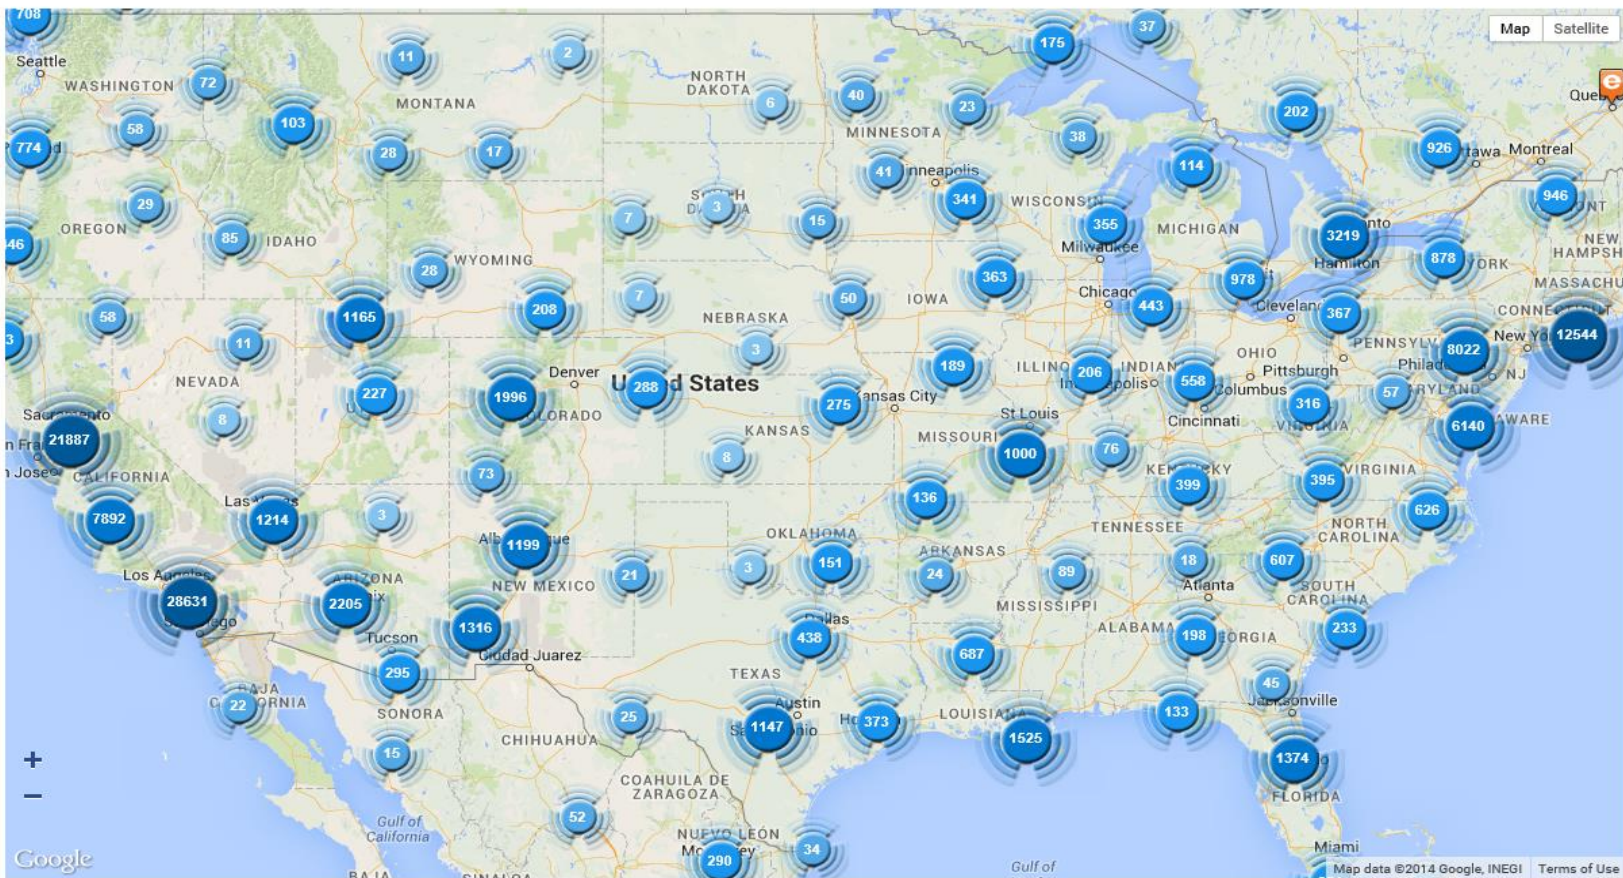 708
37
175
Map
Satellite
Seattle
11
2
WASHINGTON
72
NORTH
DAKOTA
MONTANA
6
40
23
e
202
774
58
103
MINNESOTA
38
28
17
926
Montreal
41
114
29
7
3
15
341
WISCONSIN
946
OREGON
85
IDAHO
355
MICHIGAN
3219
Milwaukee
NEW
28
WYOMING
Hamilton
878
363
978
7
50
IOWA
Chicago
58
1165
208
443
367
NEBRASKA
12544
11
3
OHIO
8022
Denver
189
ILLINO
206
Pittsburgh
NEVADA
227
1996
288
States
558
Columbus
57
275
316
8
Sacramento
St Louis
Cincinnati
KANSAS
MISSOURI
6140
21887
1000
76
8
CALIFORNIA
73
399
395
VIRGINIA
136
7892
1214
3
626
OKLAHOMA
TENNESSEE
NORTH
CAROLINA
1199
ARKANSAS
151
18
607
Los Angeles
ARIZONA
21
3
24
89
NEW MEXICO
Atlanta
SOUTH
CAROLINA
28631
2205
MISSISSIPPI
1316
Tucson
438
ALABAMA
198
233
Ciudad Juarez
687
295
TEXAS
45
BAJA
22
Jacksonville
SONORA
25
Austin
1147
373
LOUISIANA
133
CHIHUAHUA
1525
15
+
1374
COAHUILA DE
ZARAGOZA
−
FLORIDA
52
Gulf of
California
NUEVO LEÓN
34
Miami
Google
290
Gulf of
Map data ©2014 Google, INEGI
Terms of Use